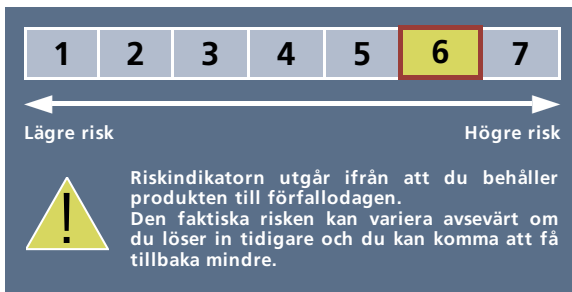 1 2 3 4 5 6 7
Lägre risk Högre risk
Riskindikatorn utgår ifrån att du behåller
produkten till förfallodagen.
Den faktiska risken kan variera avsevärt om
du löser in tidigare och du kan komma att få
tillbaka mindre.
!